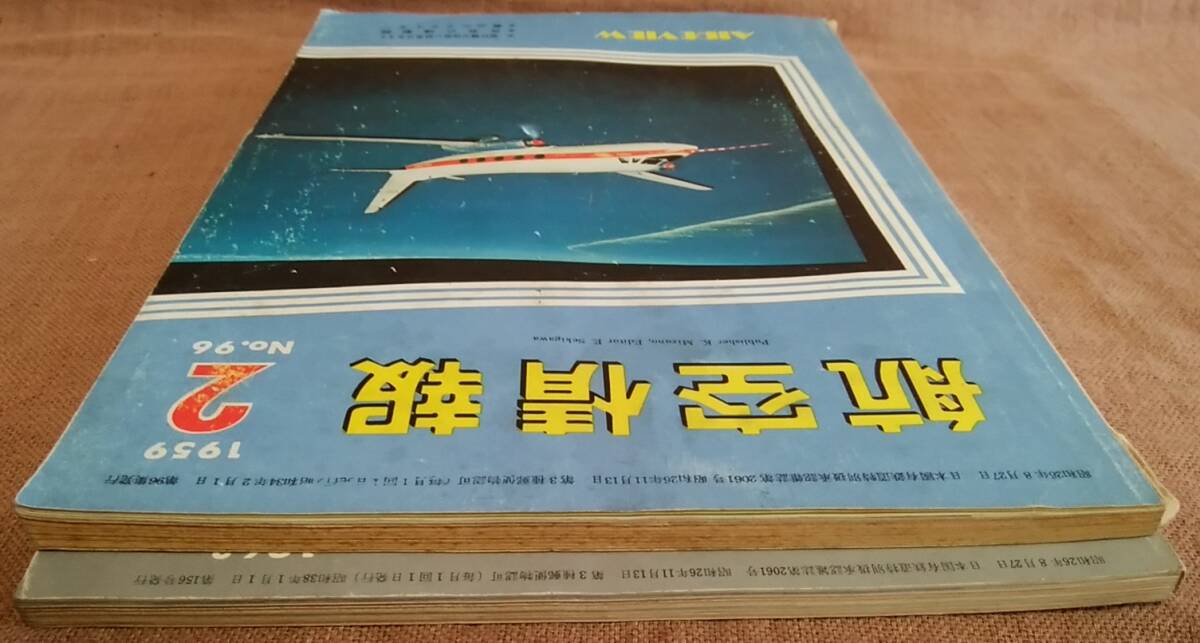 昭和26年8月27日 日本国有鉄道特別扱承認雑誌第2061号 昭和26年11月13日 第3種郵便物認可(毎月1回1日発行)昭和34年2月1日 第96集発行
1959
2
No.96
航空情報
Publisher K. Mizuno, Editor E. Sekigawa
AIREVIEW
昭和26年8月27日 日本国有鉄道特別扱承認雑誌第2061号 昭和26年11月13日 第3種郵便物認可(毎月1回1日発行)昭和38年1月1日 第156号発行